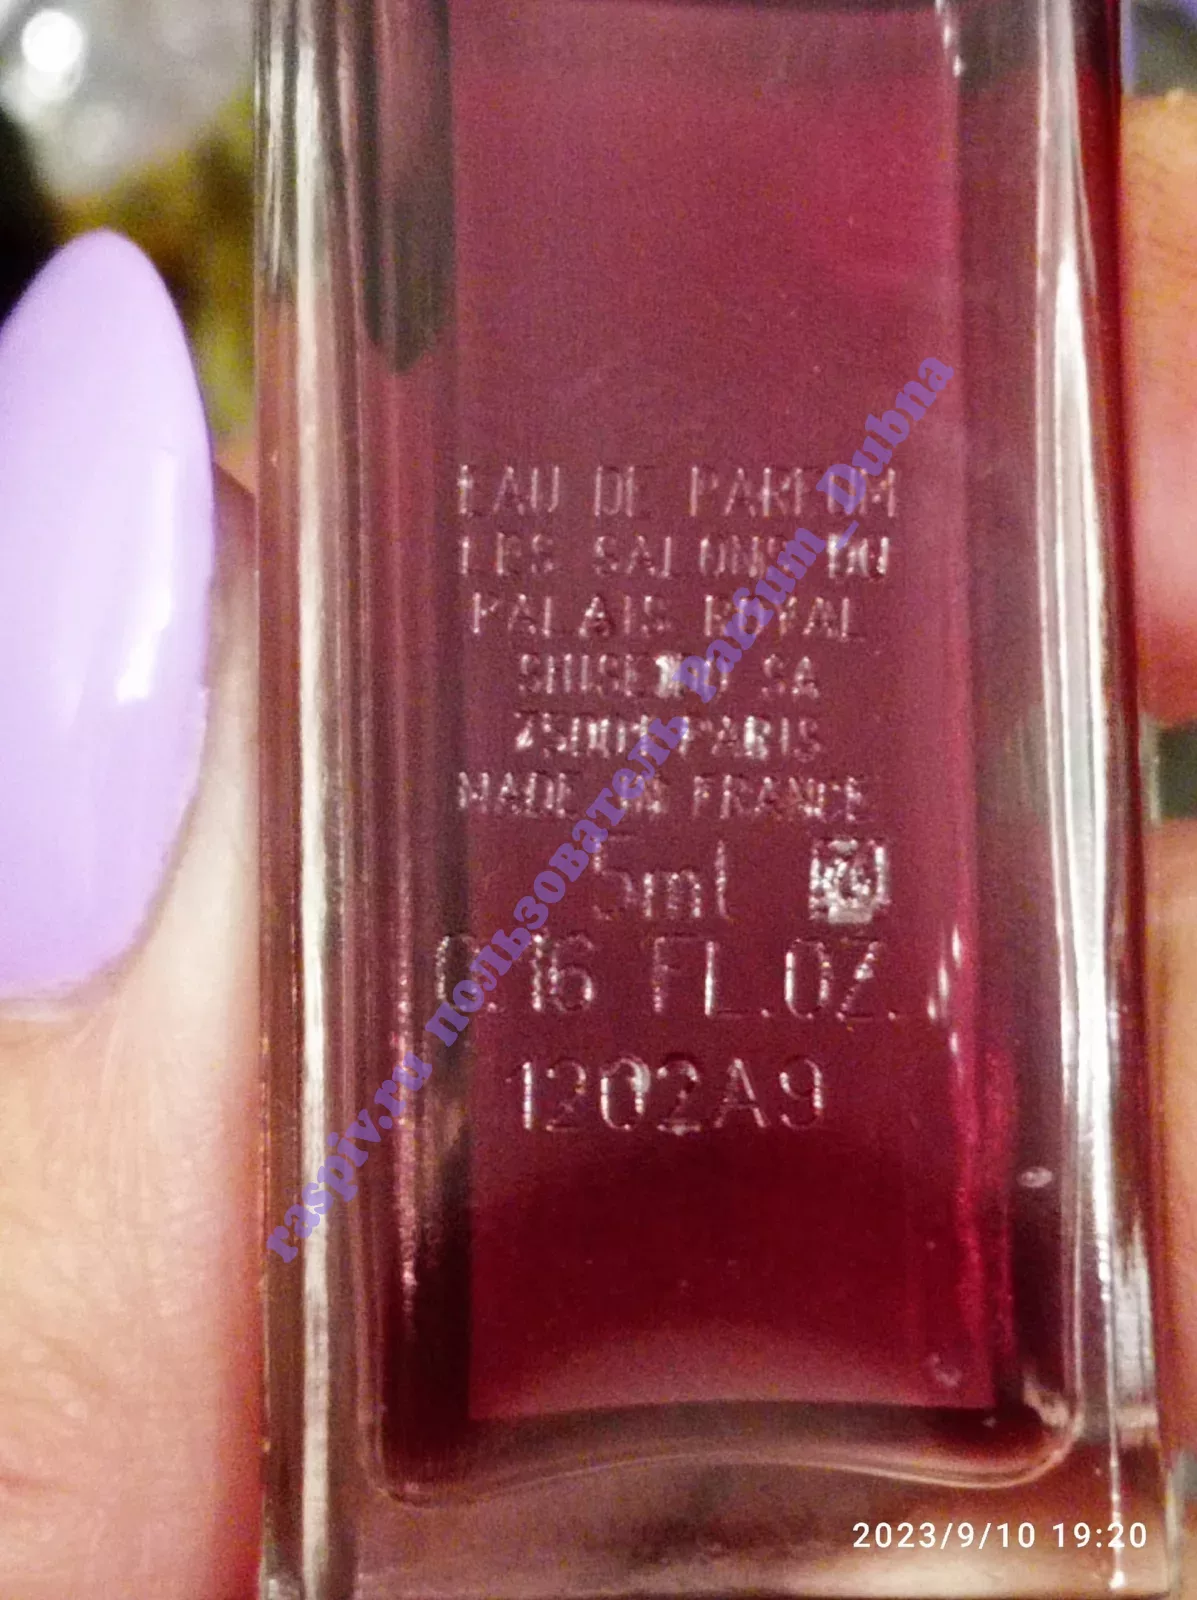 EAU DE PARFUM
LES SALONS DU
PALAIS ROYAL
SHISEIDO SA
75001 PARIS
MADE IN FRANCE
5ml
0.16 FL.OZ.
1202A9
raspiv.ru пользователь Parfum_Dubna
2023/9/10 19:20